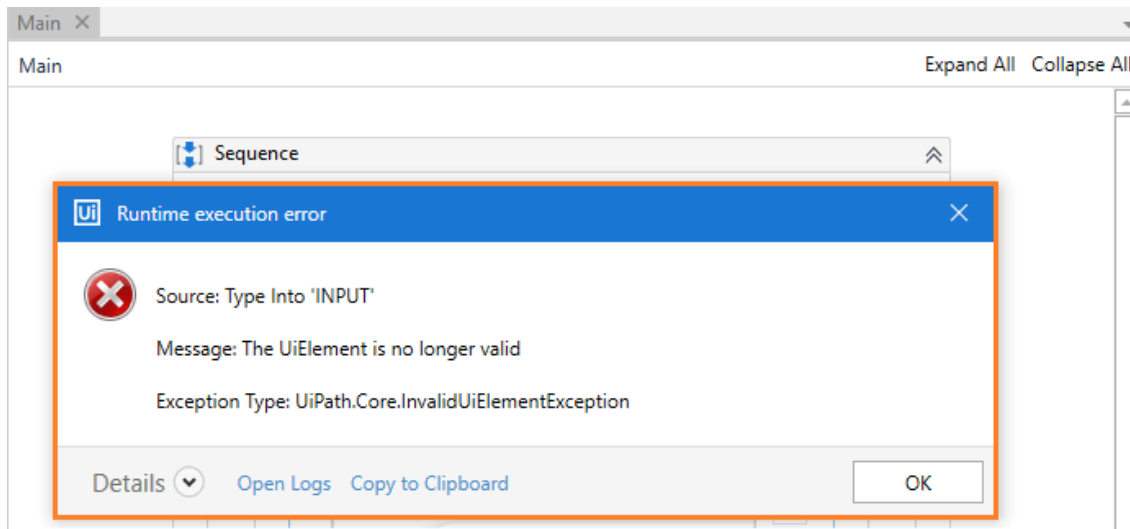 Main
Main
Expand All Collapse All
Sequence
Ui Runtime execution error
Source: Type Into 'INPUT'
Message: The UiElement is no longer valid
Exception Type: UiPath.Core.InvalidUiElementException
Details Open Logs Copy to Clipboard OK